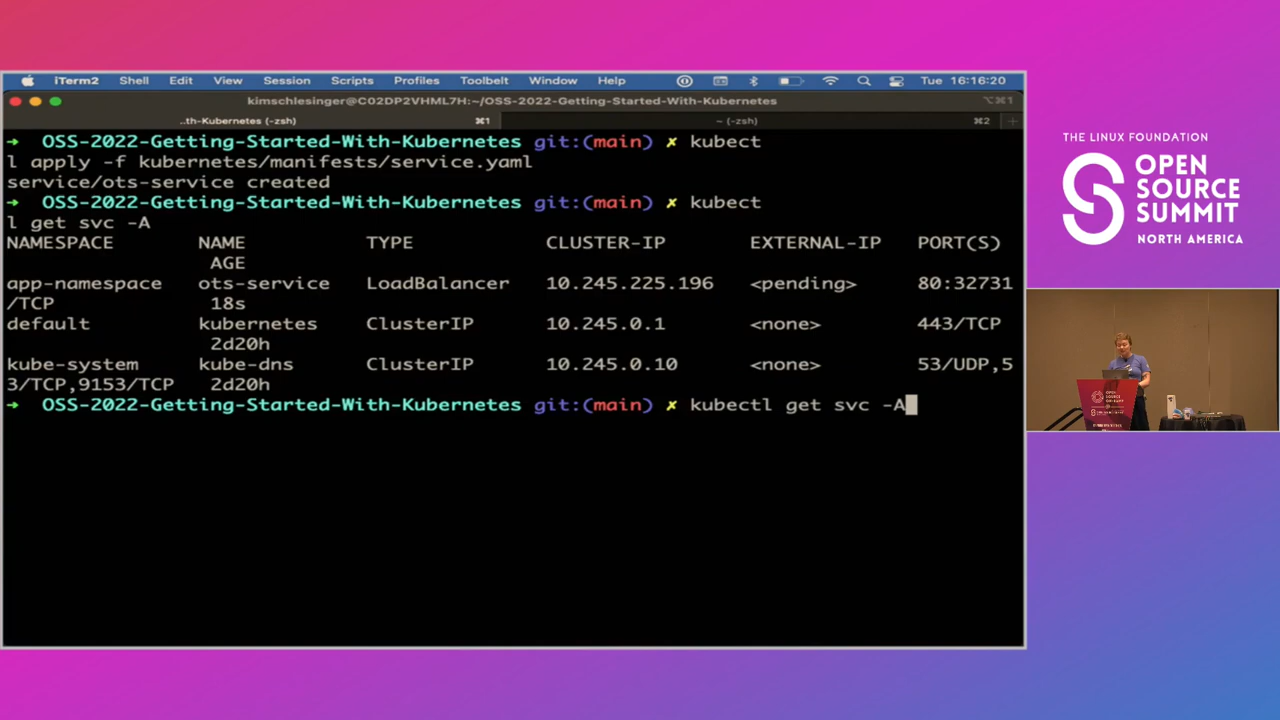 iTerm2 Shell Edit View Session Scripts Profiles Toolbelt Window Help Tue 16:16:20
kimschlesinger@C02DP2VHML7H:~/OSS-2022-Getting-Started-With-Kubernetes ⌥⌘1
..th-Kubernetes (-zsh) ⌘1 ~ (-zsh) ⌘2
➜ OSS-2022-Getting-Started-With-Kubernetes git:(main) ✗ kubect
l apply -f kubernetes/manifests/service.yaml
service/ots-service created
➜ OSS-2022-Getting-Started-With-Kubernetes git:(main) ✗ kubect
l get svc -A
NAMESPACE NAME TYPE CLUSTER-IP EXTERNAL-IP PORT(S)
AGE
app-namespace ots-service LoadBalancer 10.245.225.196 <pending> 80:32731
/TCP 18s
default kubernetes ClusterIP 10.245.0.1 <none> 443/TCP
2d20h
kube-system kube-dns ClusterIP 10.245.0.10 <none> 53/UDP,5
3/TCP,9153/TCP 2d20h
➜ OSS-2022-Getting-Started-With-Kubernetes git:(main) ✗ kubectl get svc -A
THE LINUX FOUNDATION
OPEN
SOURCE
SUMMIT
NORTH AMERICA